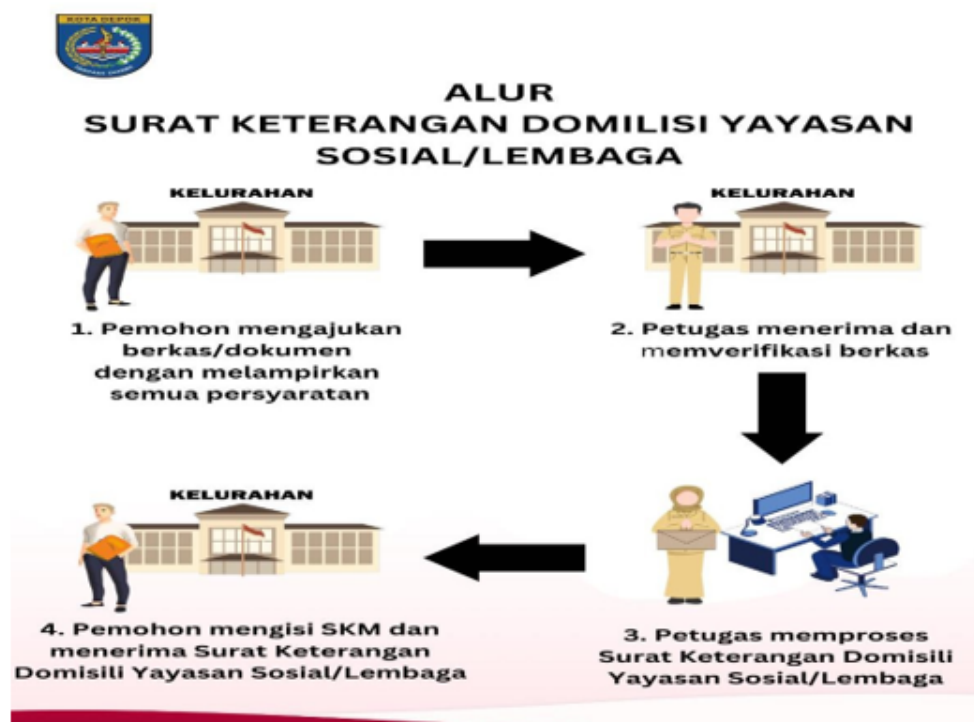 KOTA DEPOK
ALUR
SURAT KETERANGAN DOMILISI YAYASAN
SOSIAL/LEMBAGA
KELURAHAN
1. Pemohon mengajukan
berkas/dokumen
dengan melampirkan
semua persyaratan
KELURAHAN
2. Petugas menerima dan
memverifikasi berkas
3. Petugas memproses
Surat Keterangan Domisili
Yayasan Sosial/Lembaga
KELURAHAN
4. Pemohon mengisi SKM dan
menerima Surat Keterangan
Domisili Yayasan Sosial/Lembaga